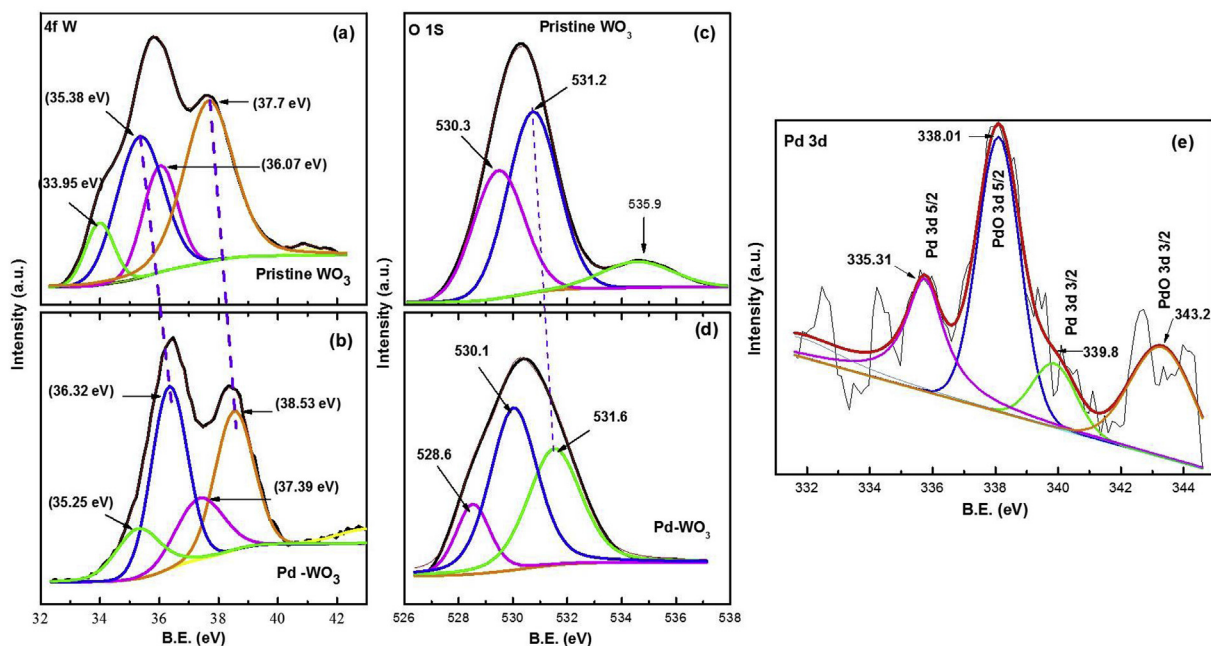 4f W
(a)
(35.38 eV)
(37.7 eV)
(36.07 eV)
(33.95 eV)
Pristine WO3
Intensity (a.u.)
(b)
(36.32 eV)
(38.53 eV)
(37.39 eV)
(35.25 eV)
Pd -WO3
Intensity (a.u.)
32 34 36 38 40 42
B.E. (eV)
O 1S
Pristine WO3
(c)
531.2
530.3
535.9
Intensity (a.u.)
(d)
530.1
531.6
528.6
Pd-WO3
Intensity (a.u.)
526 528 530 532 534 536 538
B.E. (eV)
Pd 3d
(e)
338.01
335.31
Pd 3d 5/2
PdO 3d 5/2
Pd 3d 3/2
339.8
PdO 3d 3/2
343.2
Intensity (a.u.)
332 334 336 338 340 342 344
B.E. (eV)